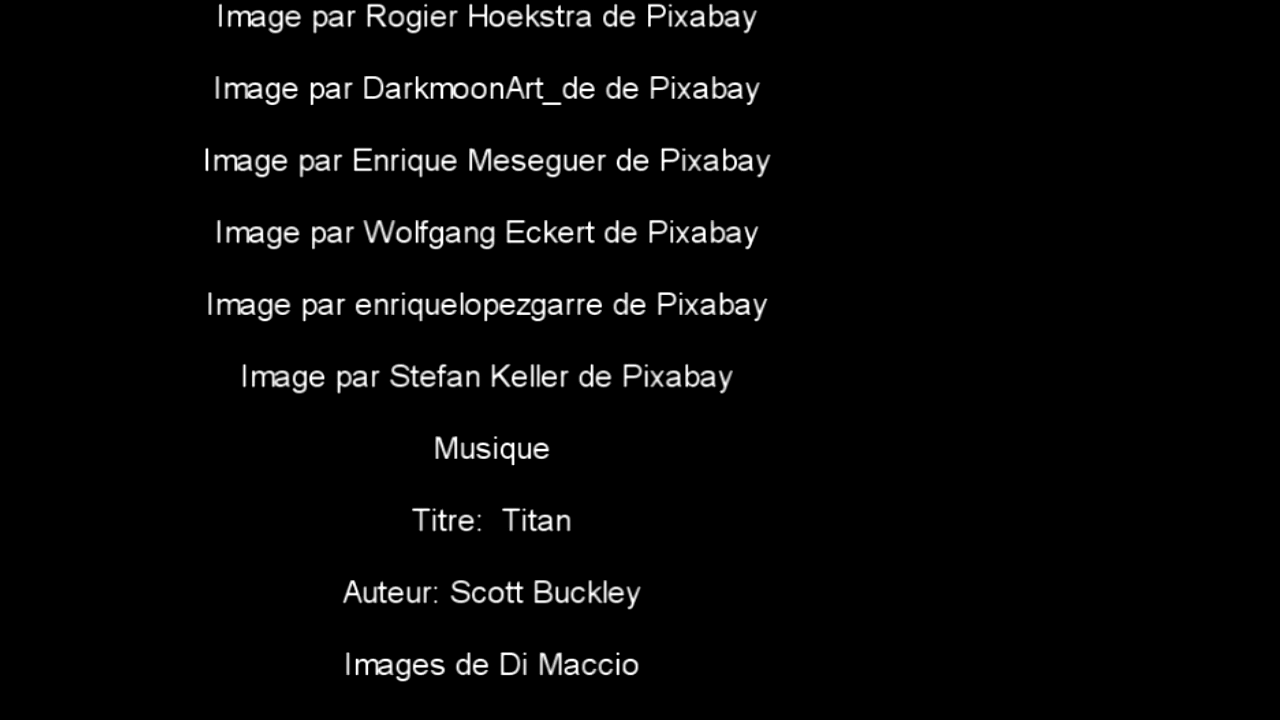 Image par Rogier Hoekstra de Pixabay
Image par DarkmoonArt_de de Pixabay
Image par Enrique Meseguer de Pixabay
Image par Wolfgang Eckert de Pixabay
Image par enriquelopezgarre de Pixabay
Image par Stefan Keller de Pixabay
Musique
Titre:  Titan
Auteur: Scott Buckley
Images de Di Maccio